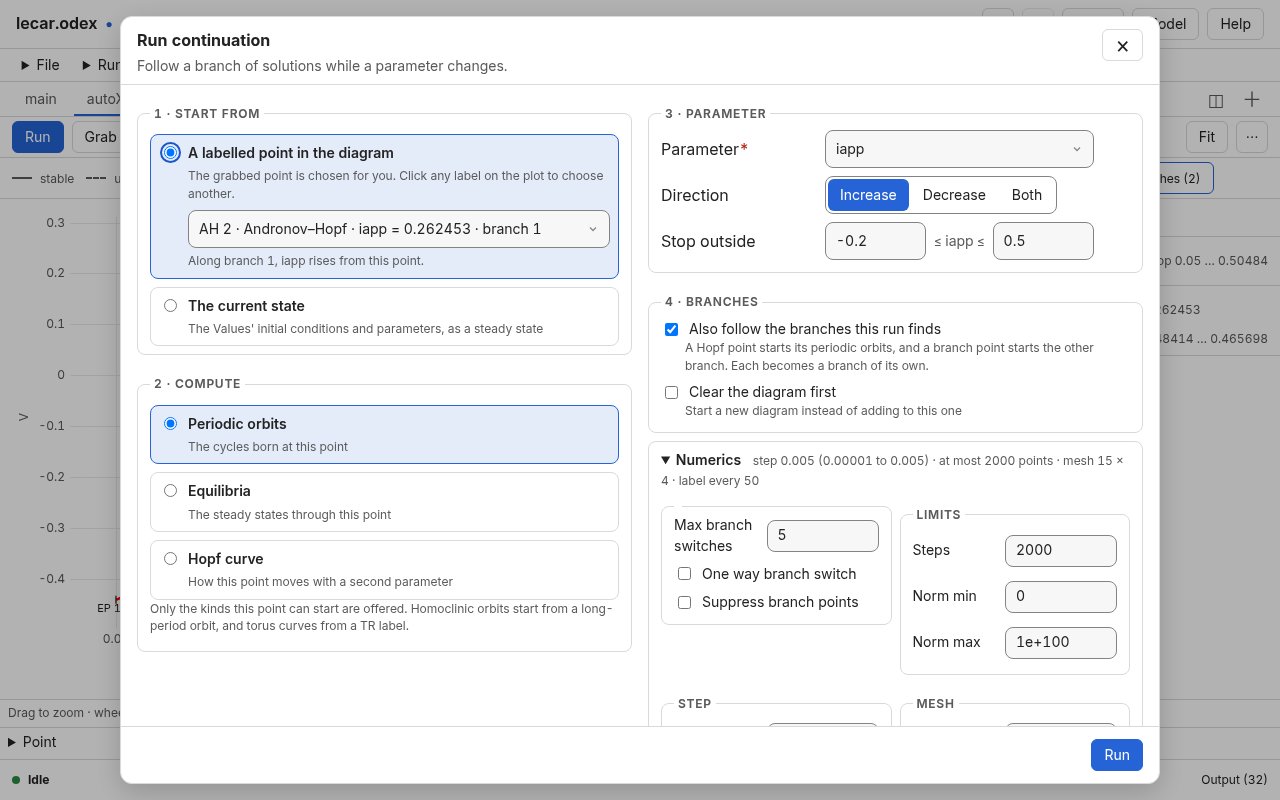 lecar.odex
Help
File
main
Run
Grab
Fit
...
stable
0.3
0.2
0.1
0
-0.1
-0.2
-0.3
-0.4
V
EP 1
Point
Idle
Output (32)
Run continuation
Follow a branch of solutions while a parameter changes.
1 · START FROM
A labelled point in the diagram
The grabbed point is chosen for you. Click any label on the plot to choose
another.
AH 2 · Andronov–Hopf · iapp = 0.262453 · branch 1
Along branch 1, iapp rises from this point.
The current state
The Values' initial conditions and parameters, as a steady state
2 · COMPUTE
Periodic orbits
The cycles born at this point
Equilibria
The steady states through this point
Hopf curve
How this point moves with a second parameter
Only the kinds this point can start are offered. Homoclinic orbits start from a long-
period orbit, and torus curves from a TR label.
3 · PARAMETER
Parameter* iapp
Direction Increase Decrease Both
Stop outside -0.2 ≤ iapp ≤ 0.5
4 · BRANCHES
Also follow the branches this run finds
A Hopf point starts its periodic orbits, and a branch point starts the other
branch. Each becomes a branch of its own.
Clear the diagram first
Start a new diagram instead of adding to this one
Numerics step 0.005 (0.00001 to 0.005) · at most 2000 points · mesh 15 ×
4 · label every 50
Max branch
switches 5
One way branch switch
Suppress branch points
LIMITS
Steps 2000
Norm min 0
Norm max 1e+100
STEP
MESH
Run